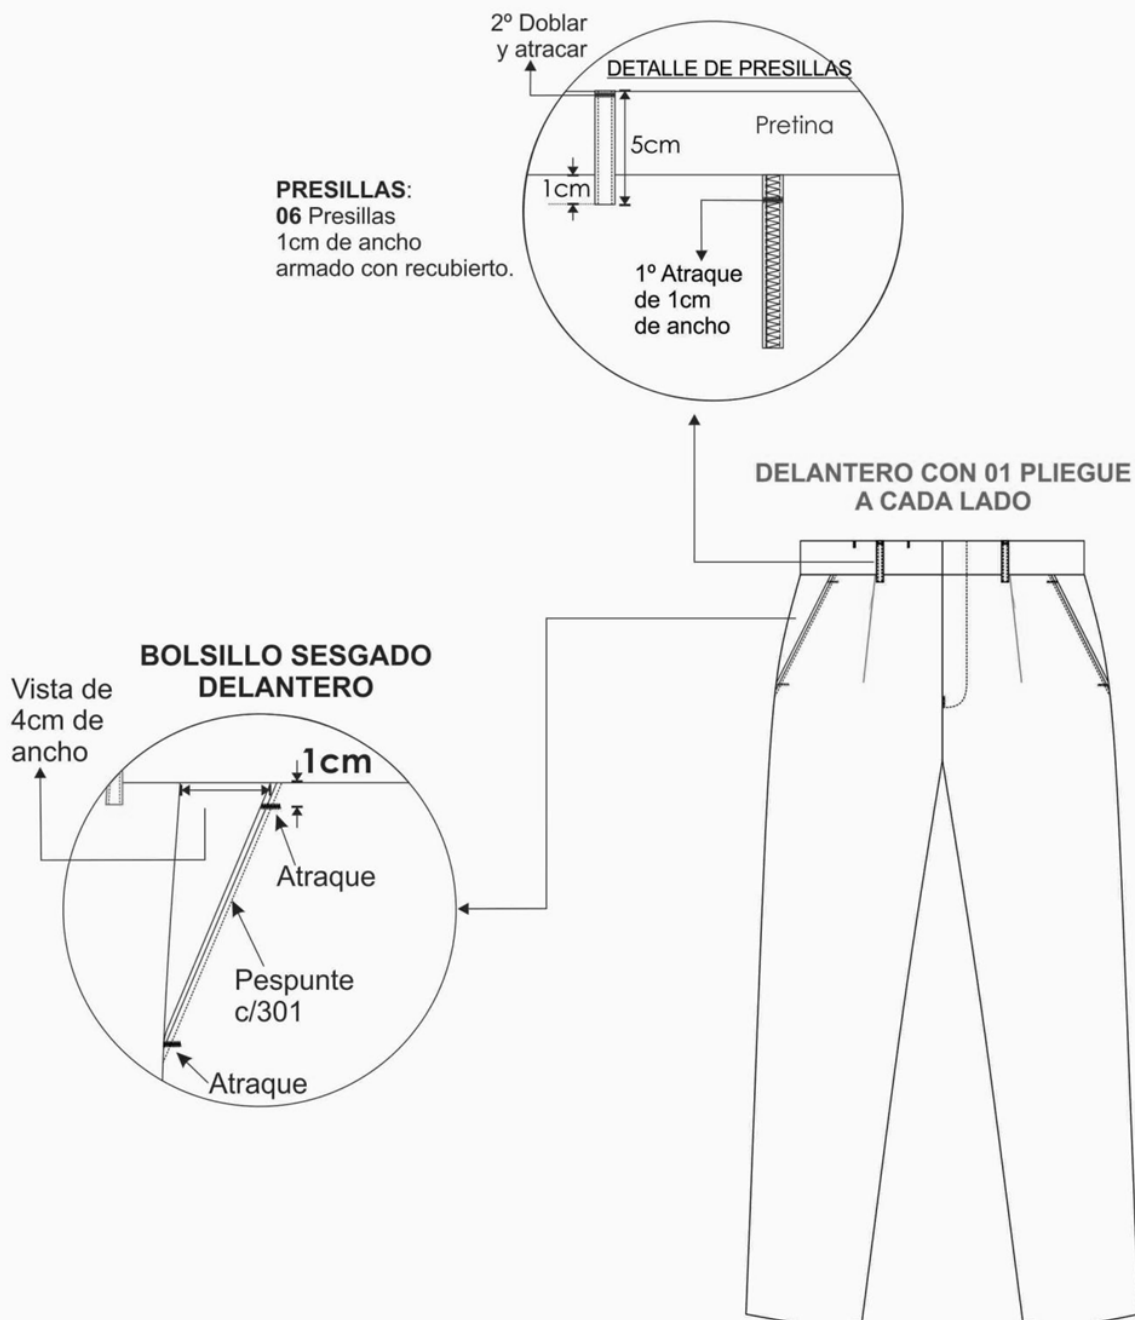 2º Doblar
y atracar
DETALLE DE PRESILLAS
Pretina
5cm
1cm
PRESILLAS:
06 Presillas
1cm de ancho
armado con recubierto.
1º Atraque
de 1cm
de ancho
DELANTERO CON 01 PLIEGUE
A CADA LADO
BOLSILLO SESGADO
DELANTERO
Vista de
4cm de
ancho
1cm
Atraque
Pespunte
c/301
Atraque